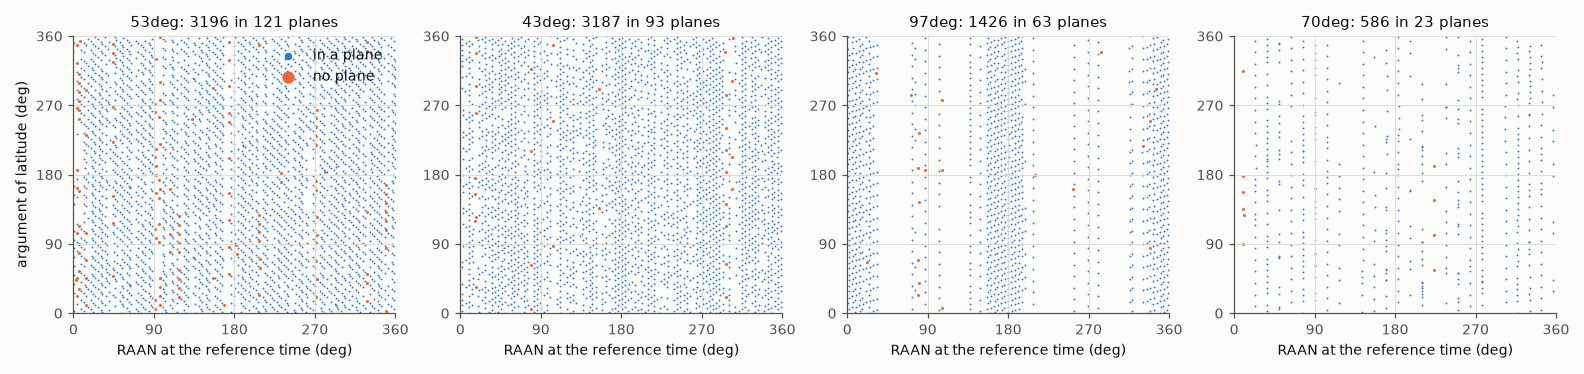 53deg: 3196 in 121 planes
43deg: 3187 in 93 planes
97deg: 1426 in 63 planes
70deg: 586 in 23 planes
argument of latitude (deg)
360
270
180
90
0
in a plane
no plane
0 90 180 270 360
RAAN at the reference time (deg)
360
270
180
90
0
0 90 180 270 360
RAAN at the reference time (deg)
360
270
180
90
0
0 90 180 270 360
RAAN at the reference time (deg)
360
270
180
90
0
0 90 180 270 360
RAAN at the reference time (deg)